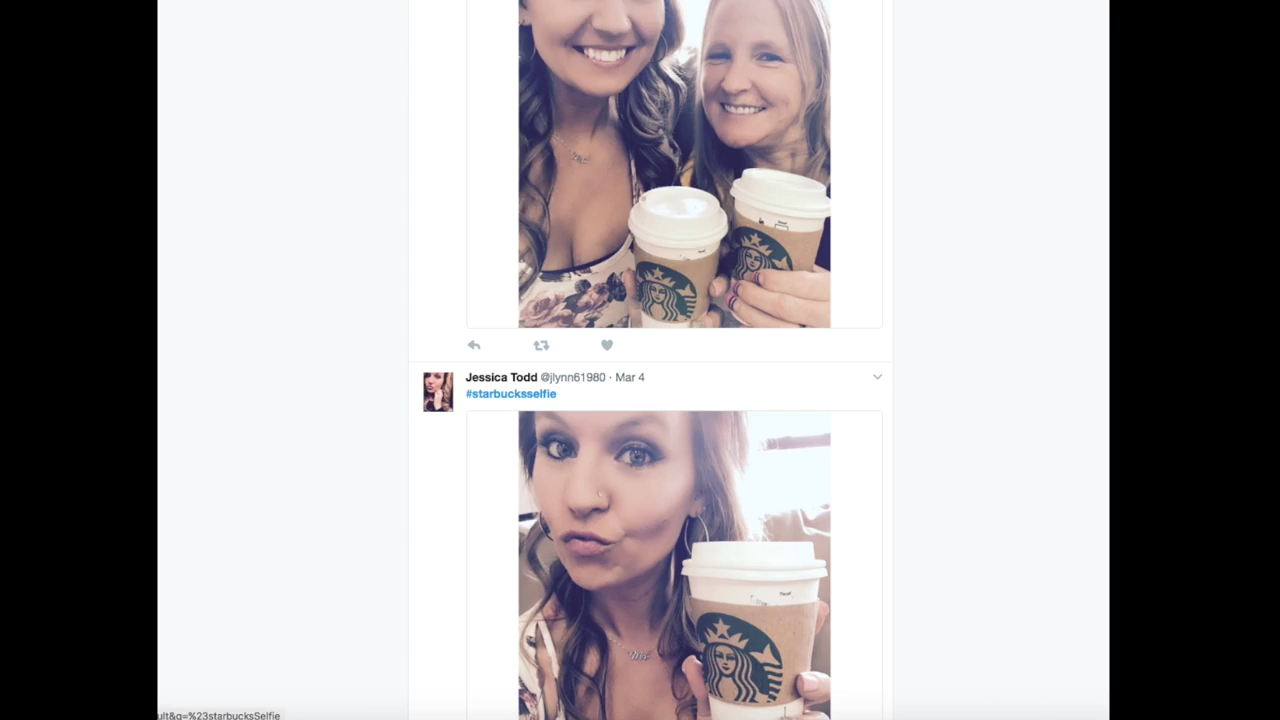 Jessica Todd @jlynn61980 · Mar 4
#starbucksselfie
ult&q=%23starbucksSelfie